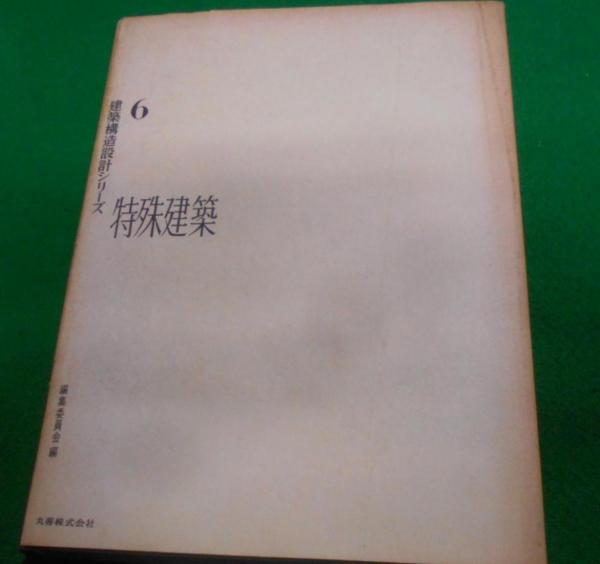 建築構造設計シリーズ
6
特殊建築
編集委員会編
丸善株式会社